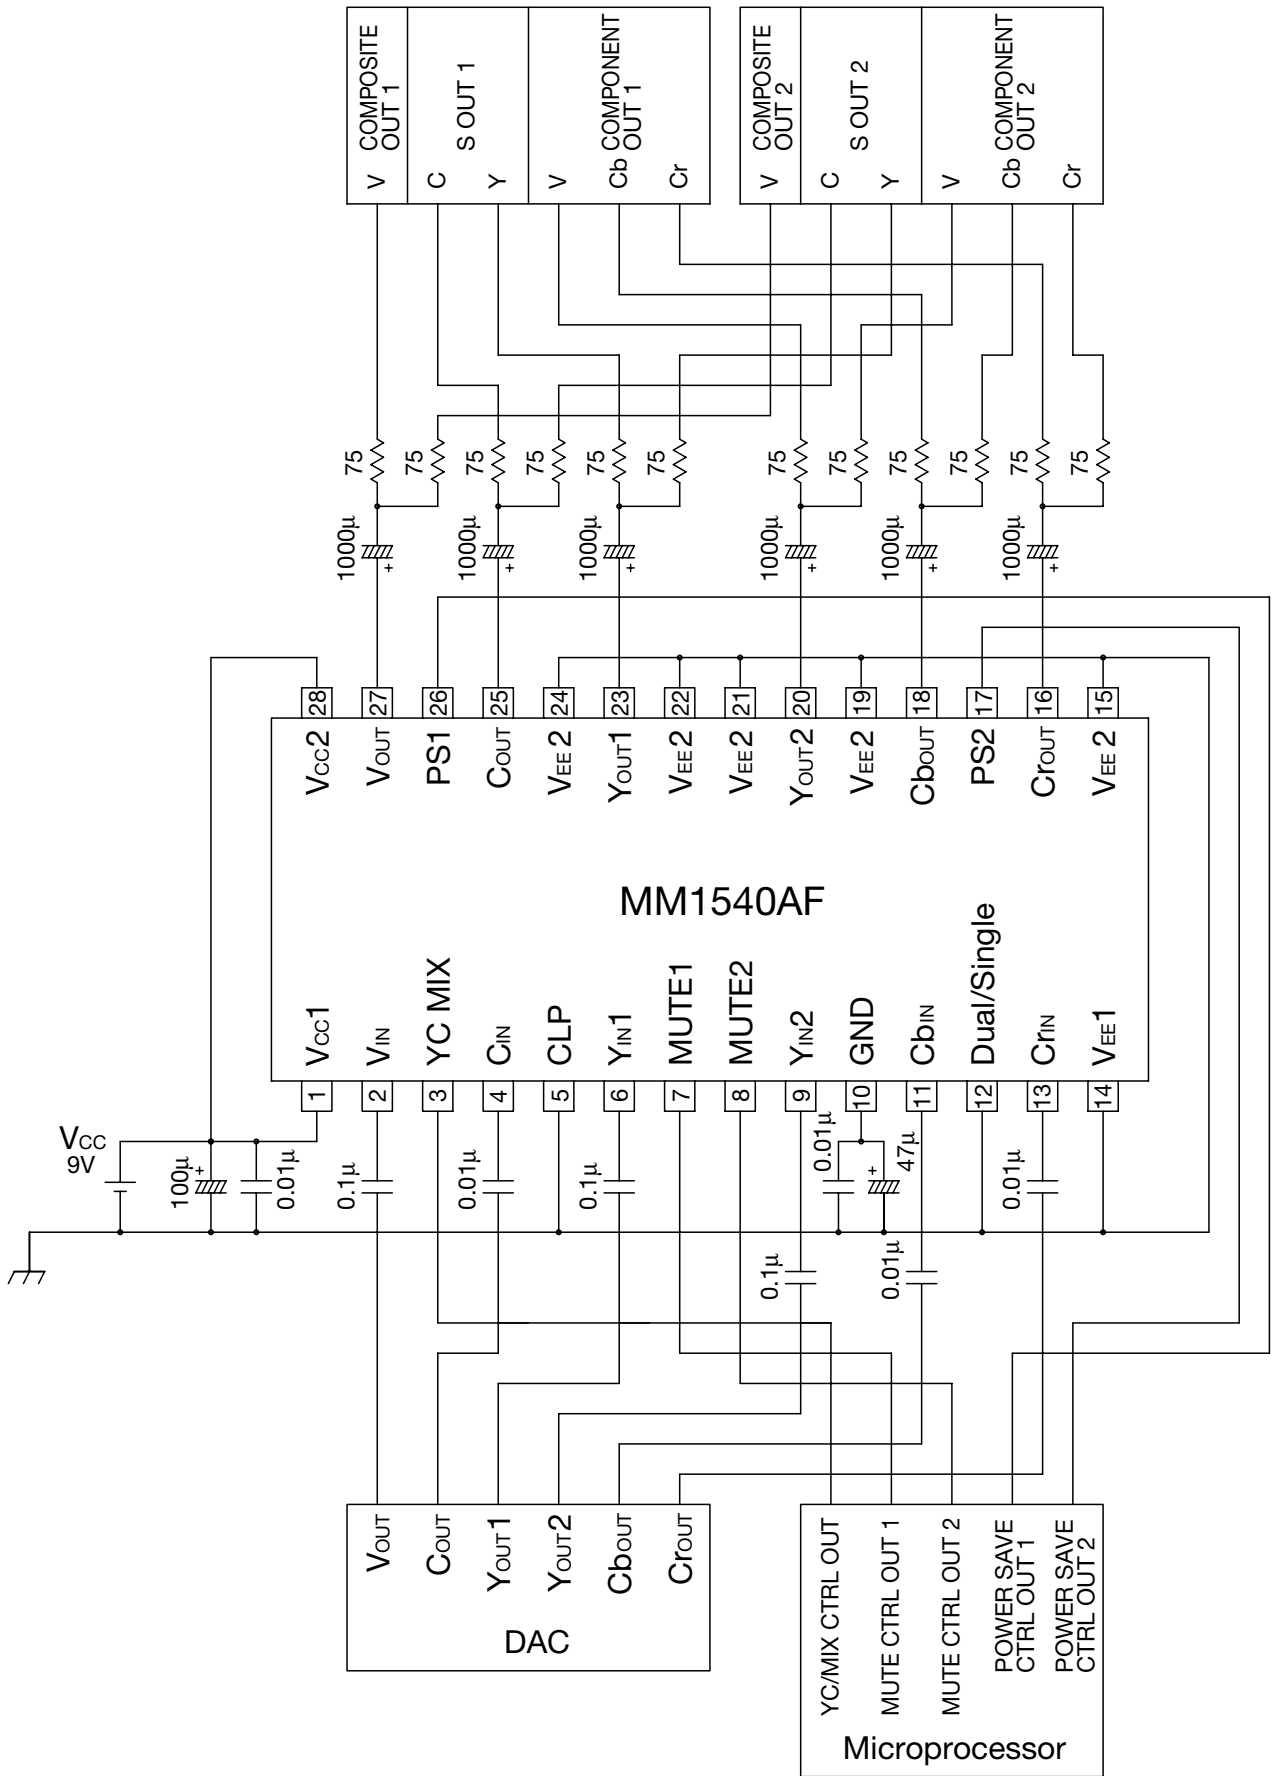 COMPOSITE
OUT 1
S OUT 1
COMPONENT
OUT 1
V
C
Y
V
Cb
Cr
COMPOSITE
OUT 2
S OUT 2
COMPONENT
OUT 2
V
C
Y
V
Cb
Cr
75
75
75
75
75
75
75
75
75
75
75
75
1000μ
+
1000μ
+
1000μ
+
1000μ
+
1000μ
+
1000μ
+
28
27
26
25
24
23
22
21
20
19
18
17
16
15
VCC2
VOUT
PS1
COUT
VEE 2
YOUT1
VEE 2
VEE 2
YOUT2
VEE 2
CbOUT
PS2
CrOUT
VEE 2
MM1540AF
VCC1
VIN
YC MIX
CIN
CLP
YIN1
MUTE1
MUTE2
YIN2
GND
CbIN
Dual/Single
CrIN
VEE1
1
2
3
4
5
6
7
8
9
10
11
12
13
14
VCC
9V
100μ
+
0.01μ
0.1μ
0.01μ
0.1μ
0.01μ
+
47μ
0.01μ
0.1μ
0.01μ
VOUT
COUT
YOUT1
YOUT2
CbOUT
CrOUT
DAC
YC/MIX CTRL OUT
MUTE CTRL OUT 1
MUTE CTRL OUT 2
POWER SAVE
CTRL OUT 1
POWER SAVE
CTRL OUT 2
Microprocessor